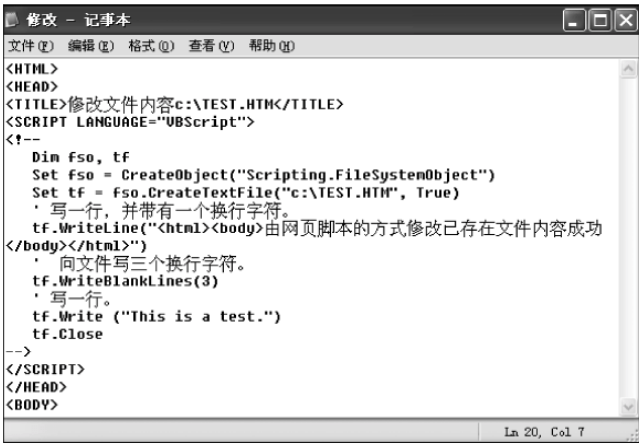 修改 - 记事本
文件(F) 编辑(E) 格式(O) 查看(V) 帮助(H)
<HTML>
<HEAD>
<TITLE>修改文件内容c:\TEST.HTM</TITLE>
<SCRIPT LANGUAGE="VBScript">
<!--
Dim fso, tf
Set fso = CreateObject("Scripting.FileSystemObject")
Set tf = fso.CreateTextFile("c:\TEST.HTM", True)
' 写一行，并带有一个换行字符。
tf.WriteLine("<html><body>由网页脚本的方式修改已存在文件内容成功
</body></html>")
' 向文件写三个换行字符。
tf.WriteBlankLines(3)
' 写一行。
tf.Write ("This is a test.")
tf.Close
-->
</SCRIPT>
</HEAD>
<BODY>
Ln 20, Col 7